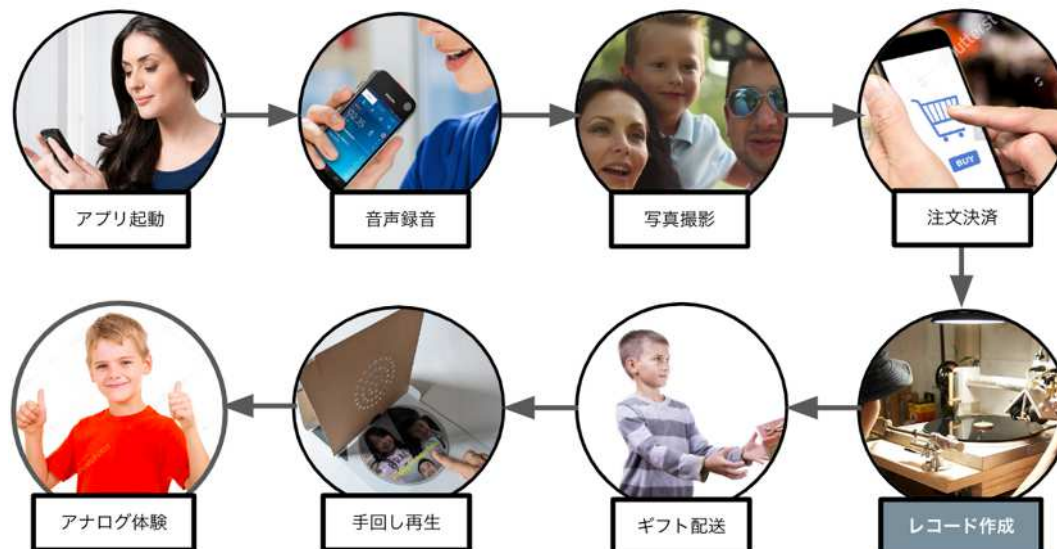 アプリ起動
音声録音
写真撮影
注文決済
BUY
レコード作成
ギフト配送
手回し再生
アナログ体験